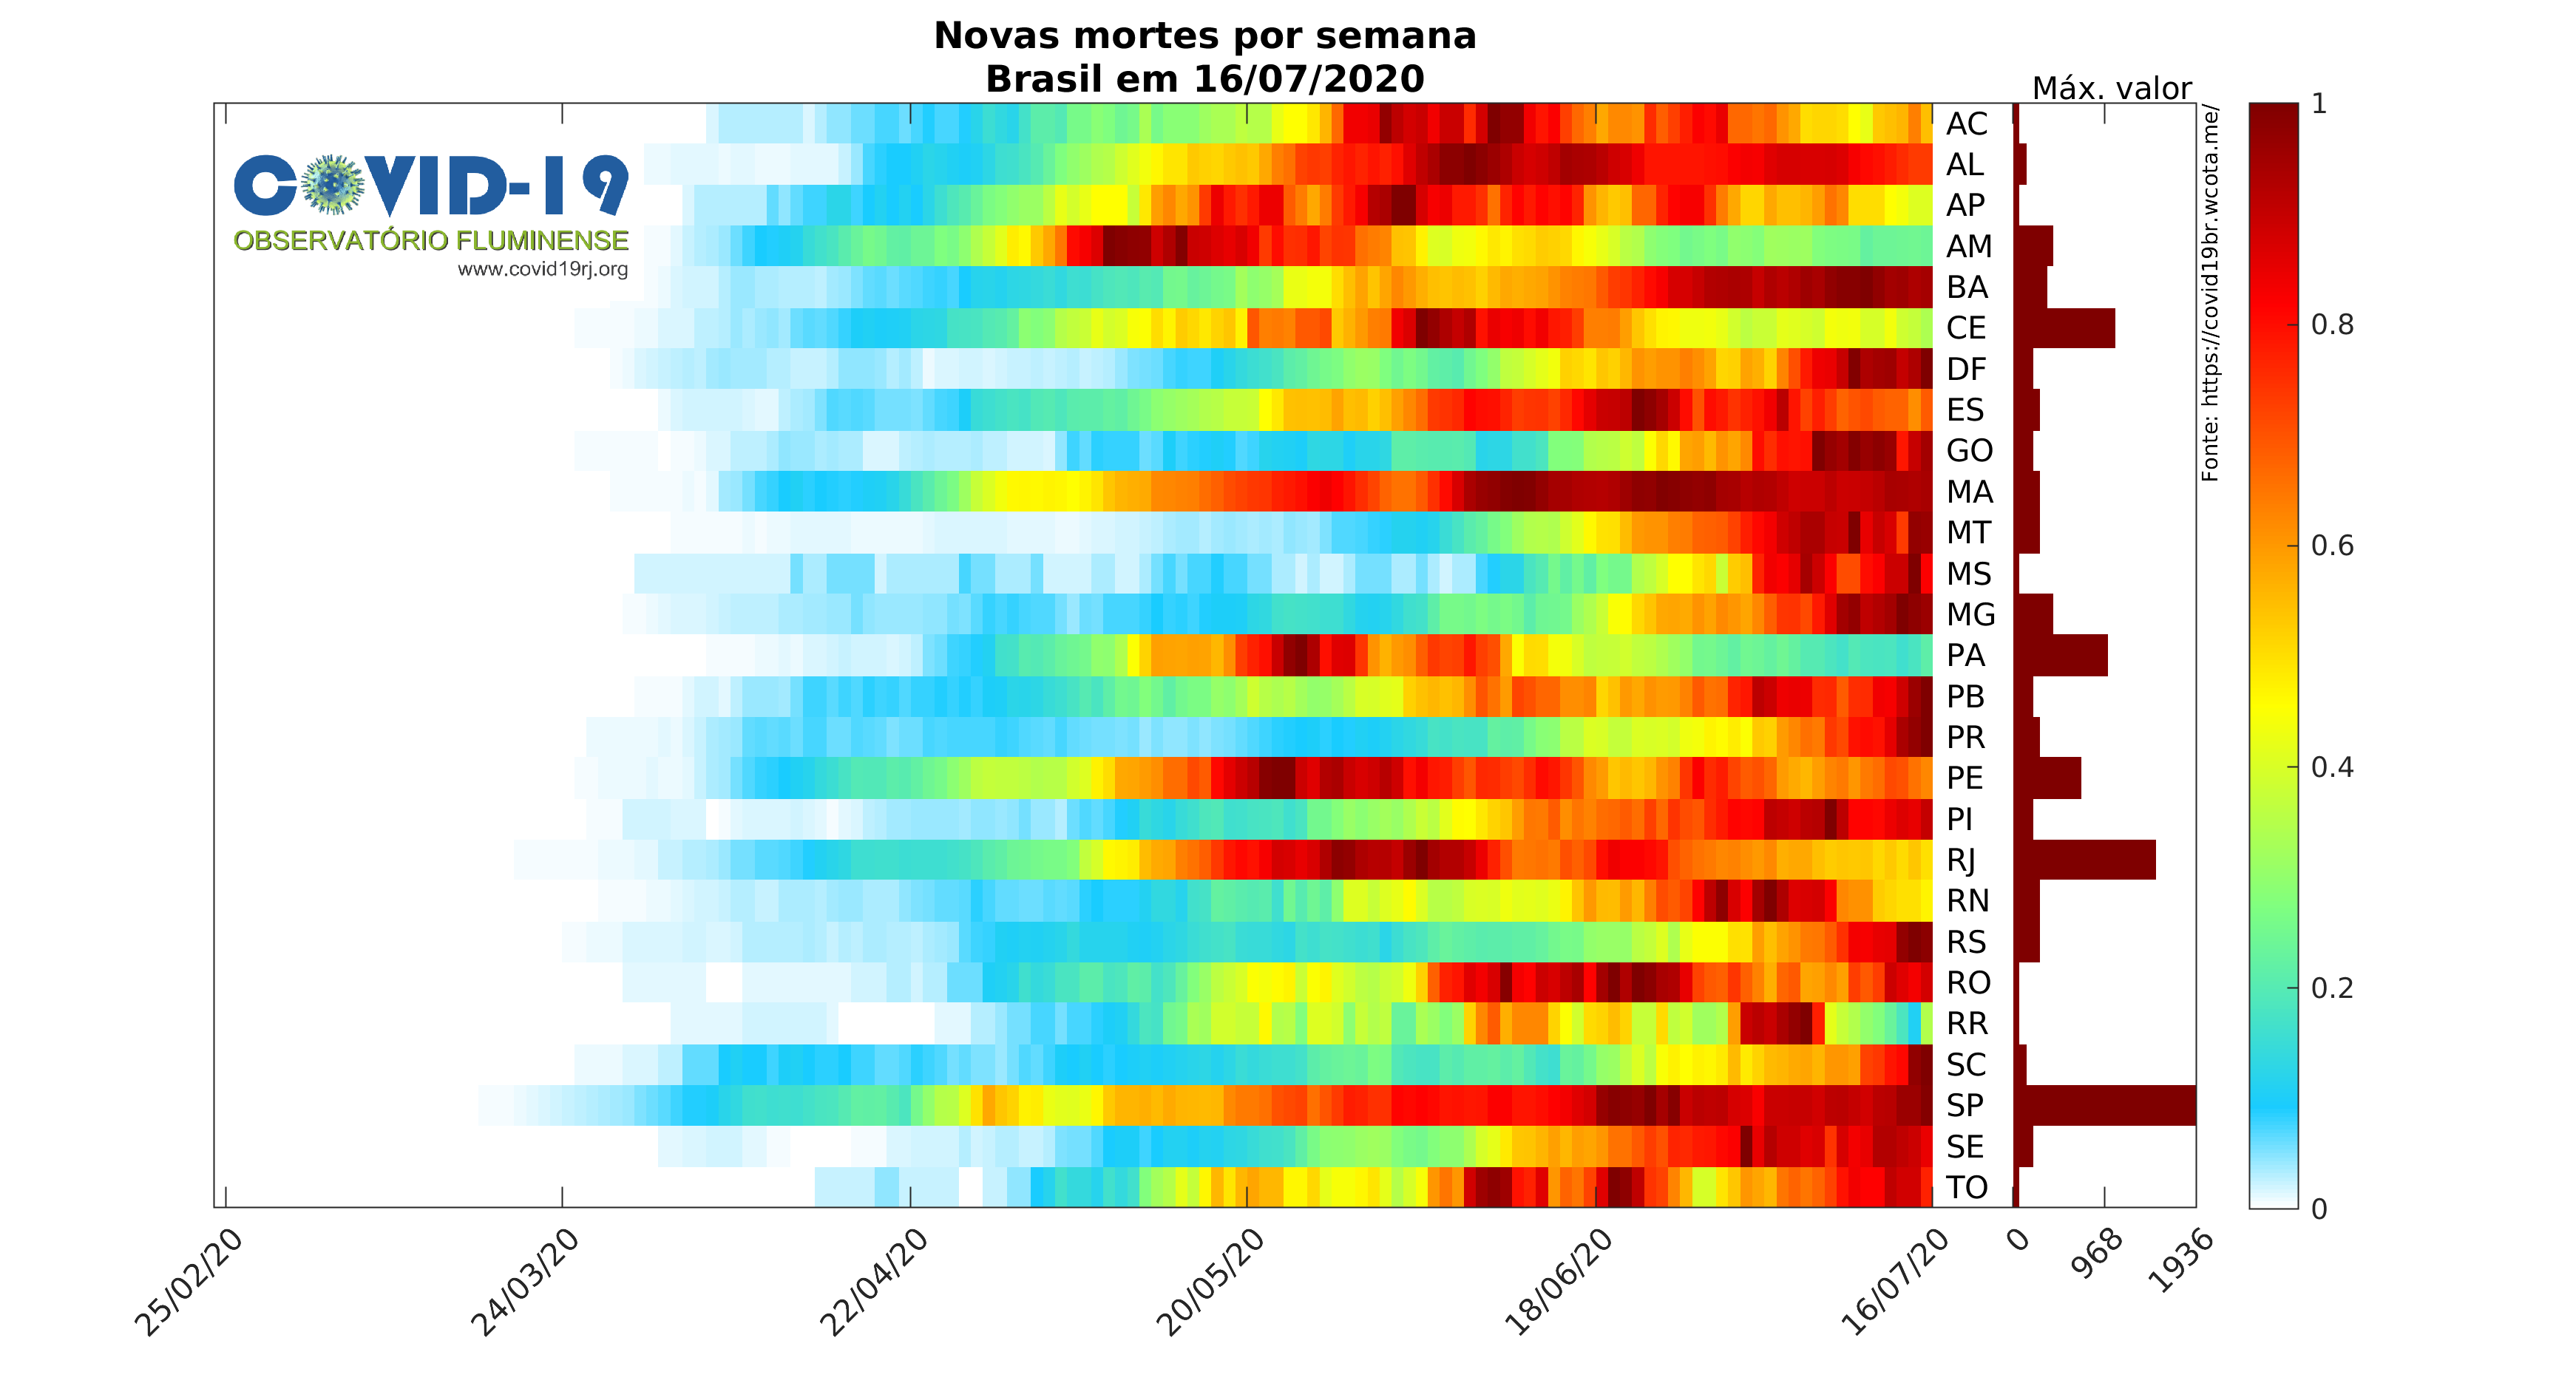 Novas mortes por semana
Brasil em 16/07/2020
Máx. valor
COVID-19
OBSERVATÓRIO FLUMINENSE
www.covid19rj.org
AC
AL
AP
AM
BA
CE
DF
ES
GO
MA
MT
MS
MG
PA
PB
PR
PE
PI
RJ
RN
RS
RO
RR
SC
SP
SE
TO
Fonte: https://covid19br.wcota.me/
1
0.8
0.6
0.4
0.2
0
25/02/20
24/03/20
22/04/20
20/05/20
18/06/20
16/07/20
0
968
1936